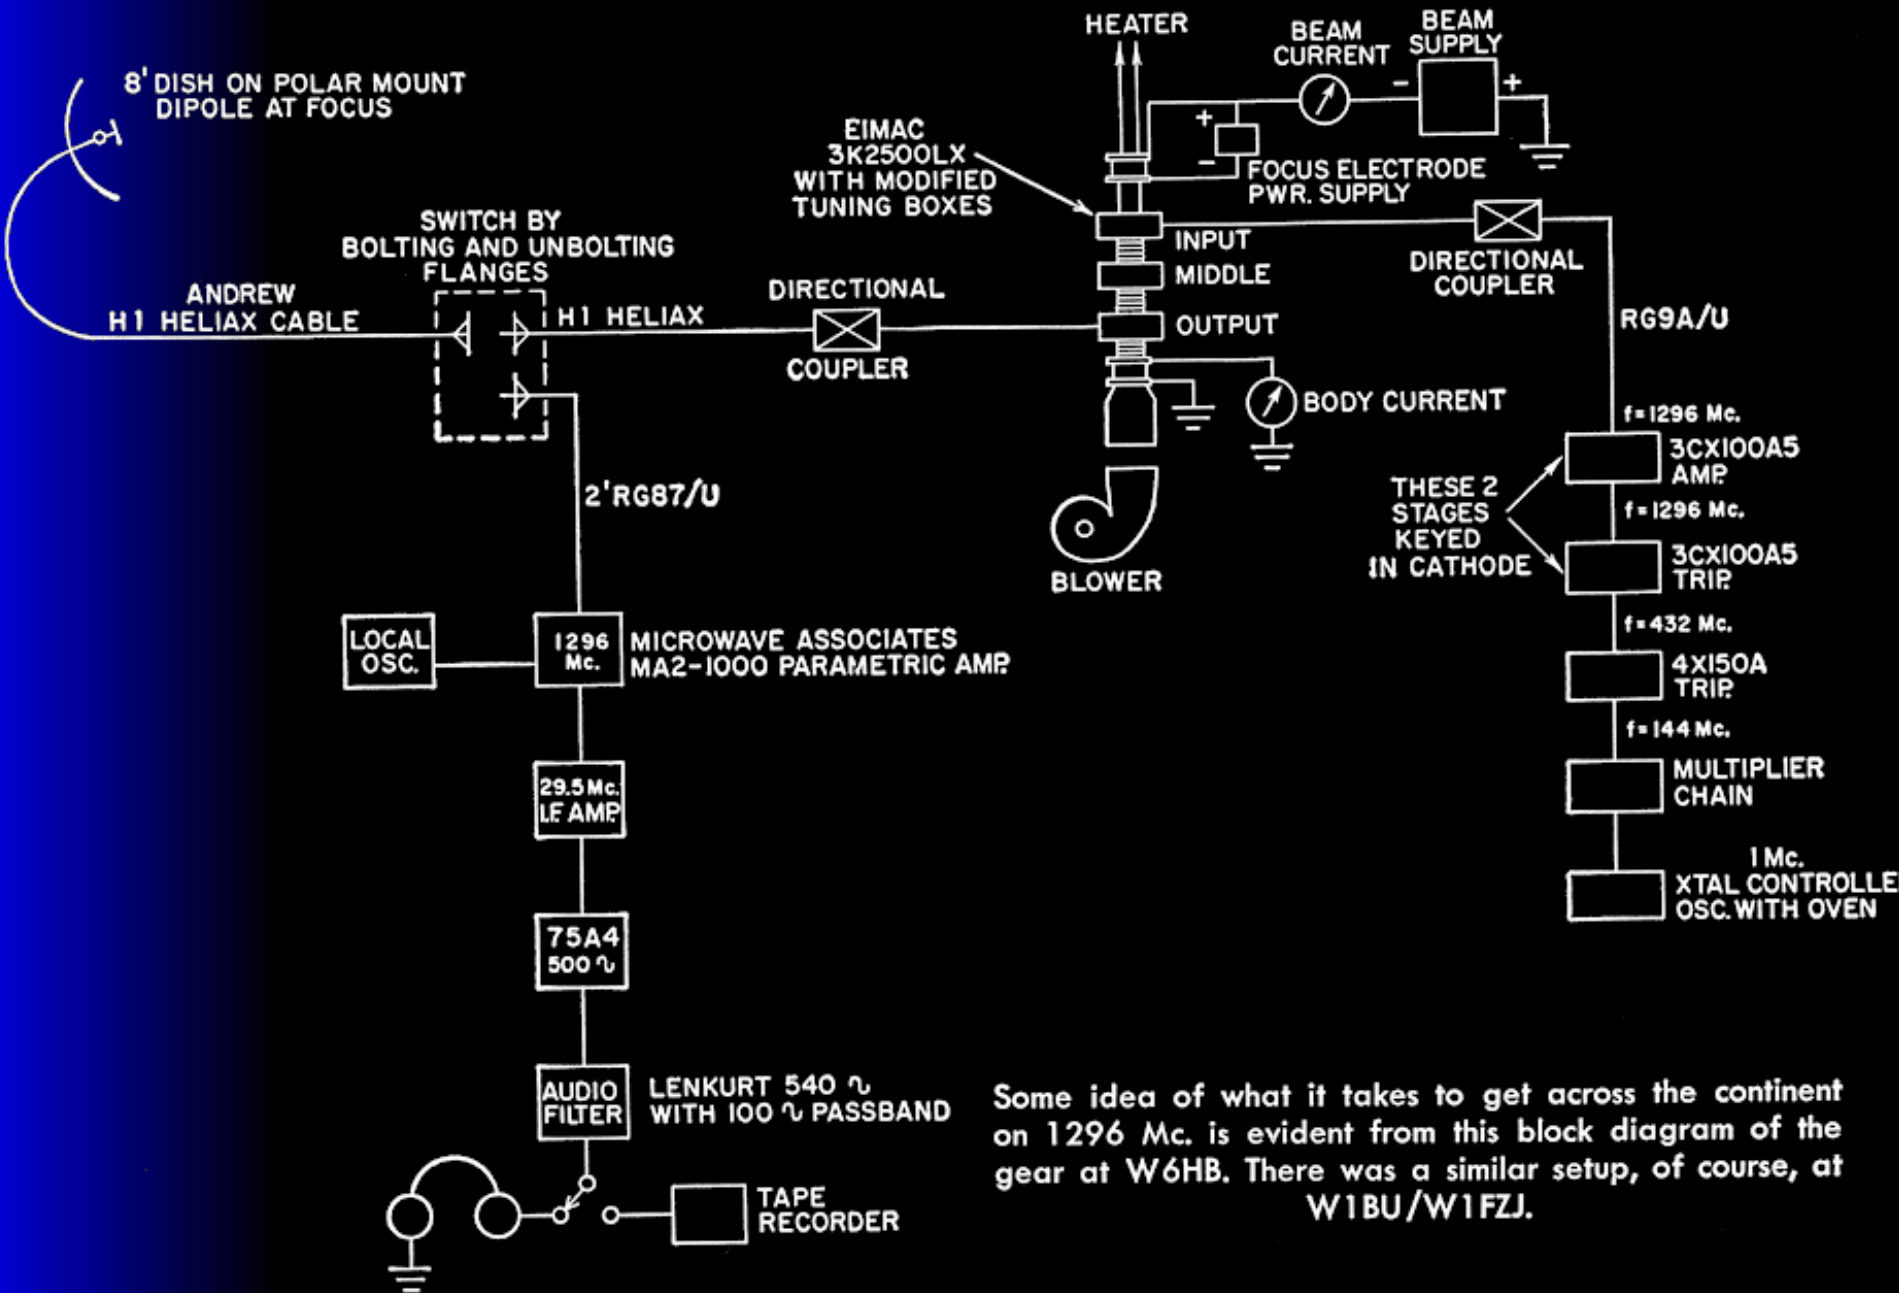 8' DISH ON POLAR MOUNT
DIPOLE AT FOCUS
HEATER
BEAM
CURRENT
BEAM
SUPPLY
-
+
+
-
FOCUS ELECTRODE
PWR. SUPPLY
EIMAC
3K2500LX
WITH MODIFIED
TUNING BOXES
SWITCH BY
BOLTING AND UNBOLTING
FLANGES
ANDREW
H1 HELIAX CABLE
H1 HELIAX
DIRECTIONAL
COUPLER
INPUT
MIDDLE
OUTPUT
DIRECTIONAL
COUPLER
RG9A/U
BODY CURRENT
BLOWER
f=1296 Mc.
3CX100A5
AMP.
THESE 2
STAGES
KEYED
IN CATHODE
f=1296 Mc.
3CX100A5
TRIP.
f=432 Mc.
4X150A
TRIP.
f=144 Mc.
MULTIPLIER
CHAIN
1 Mc.
XTAL CONTROLLE
OSC. WITH OVEN
2' RG87/U
LOCAL
OSC.
1296
Mc.
MICROWAVE ASSOCIATES
MA2-1000 PARAMETRIC AMP.
29.5 Mc.
I.F. AMP.
75A4
500 ∿
AUDIO
FILTER
LENKURT 540 ∿
WITH 100 ∿ PASSBAND
TAPE
RECORDER
Some idea of what it takes to get across the continent
on 1296 Mc. is evident from this block diagram of the
gear at W6HB. There was a similar setup, of course, at
W1BU/W1FZJ.